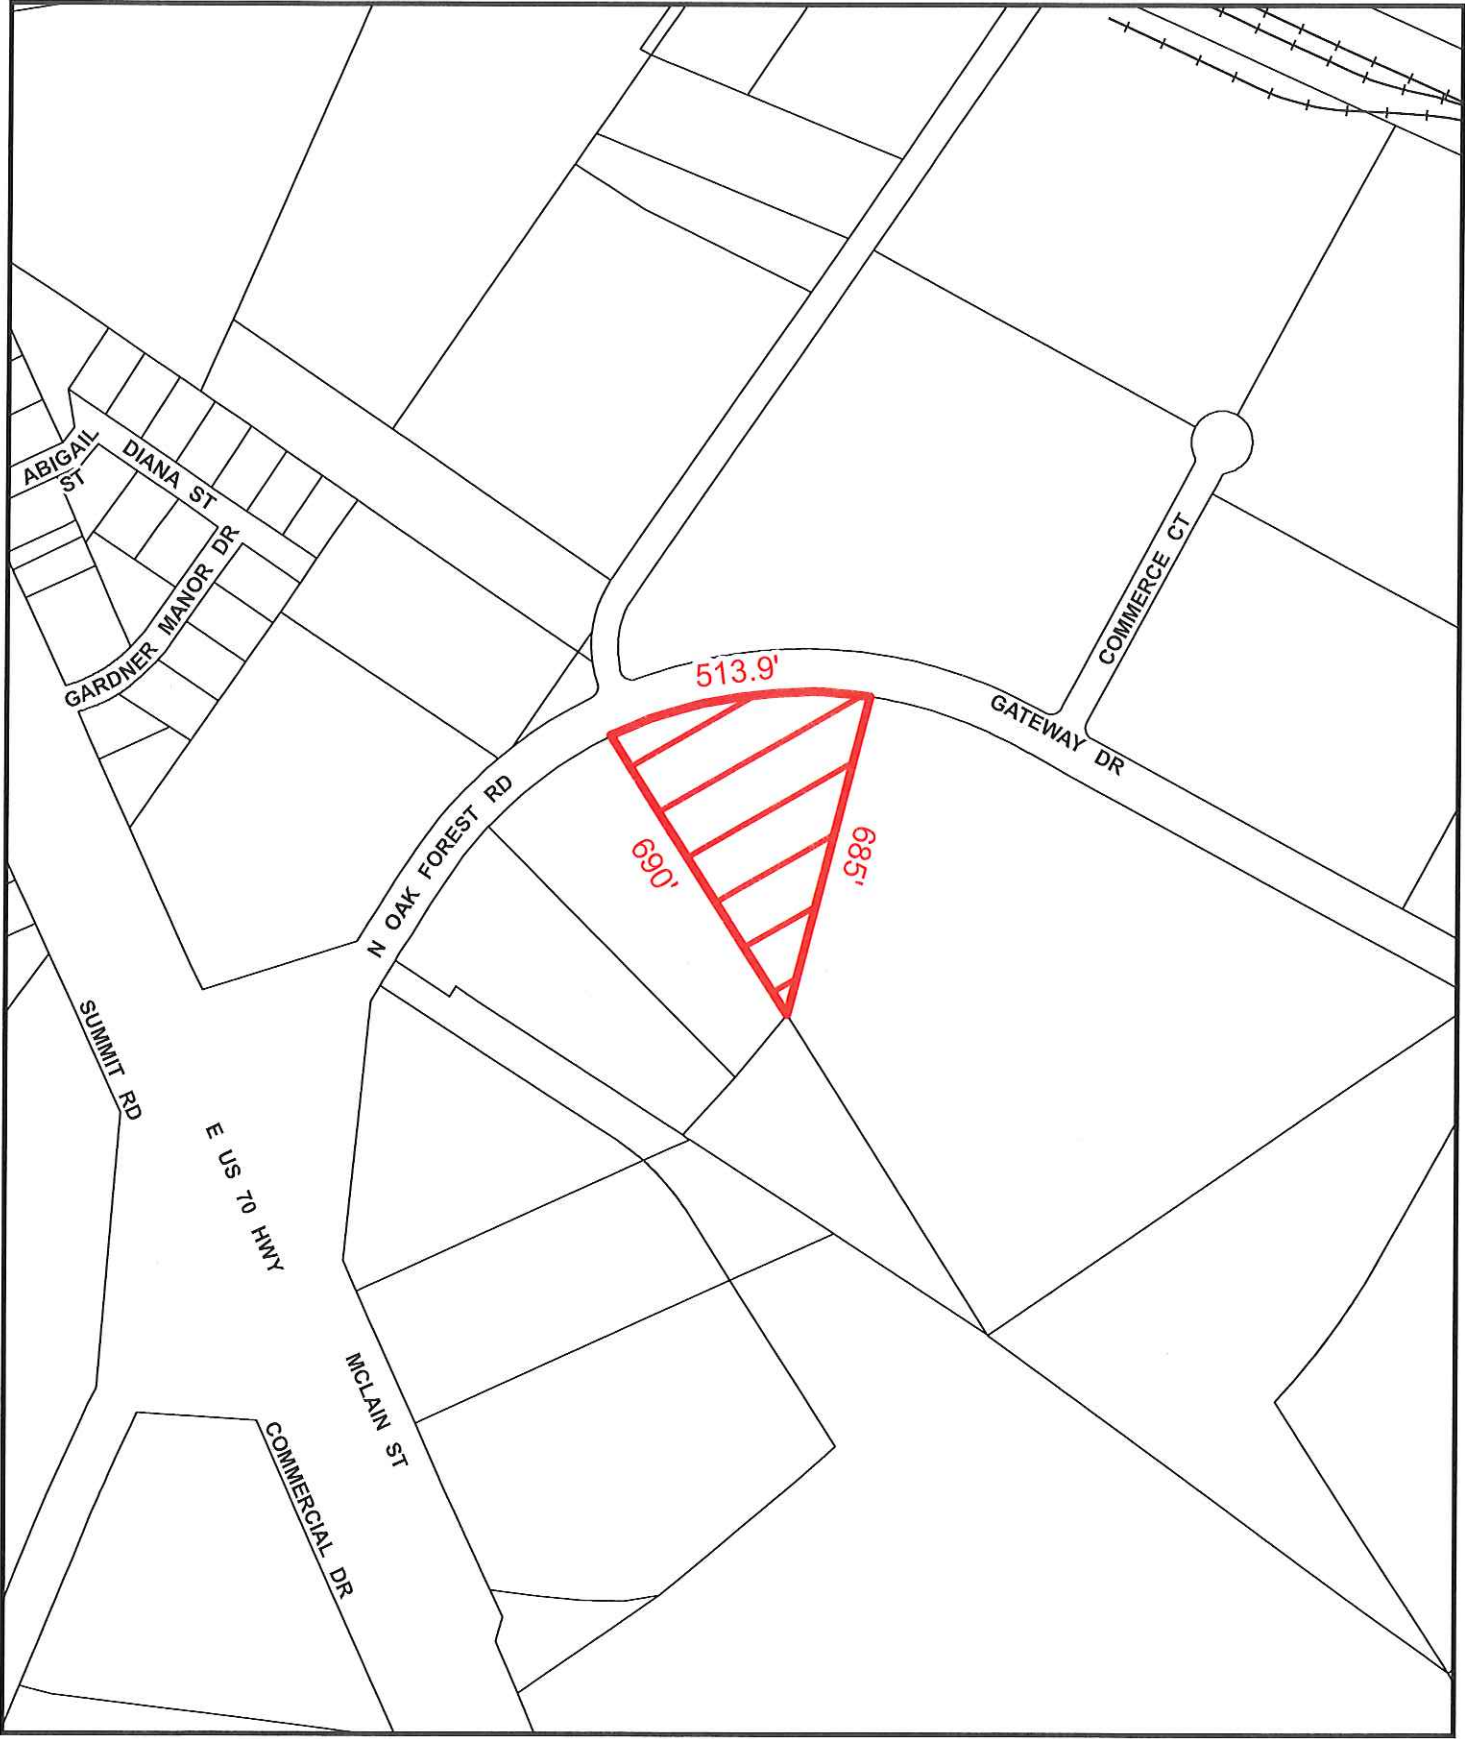 ABIGAIL
ST
DIANA ST
GARDNER MANOR DR
513.9'
COMMERCE CT
GATEWAY DR
N OAK FOREST RD
690'
685'
SUMMIT RD
E US 70 HWY
MCLAIN ST
COMMERCIAL DR